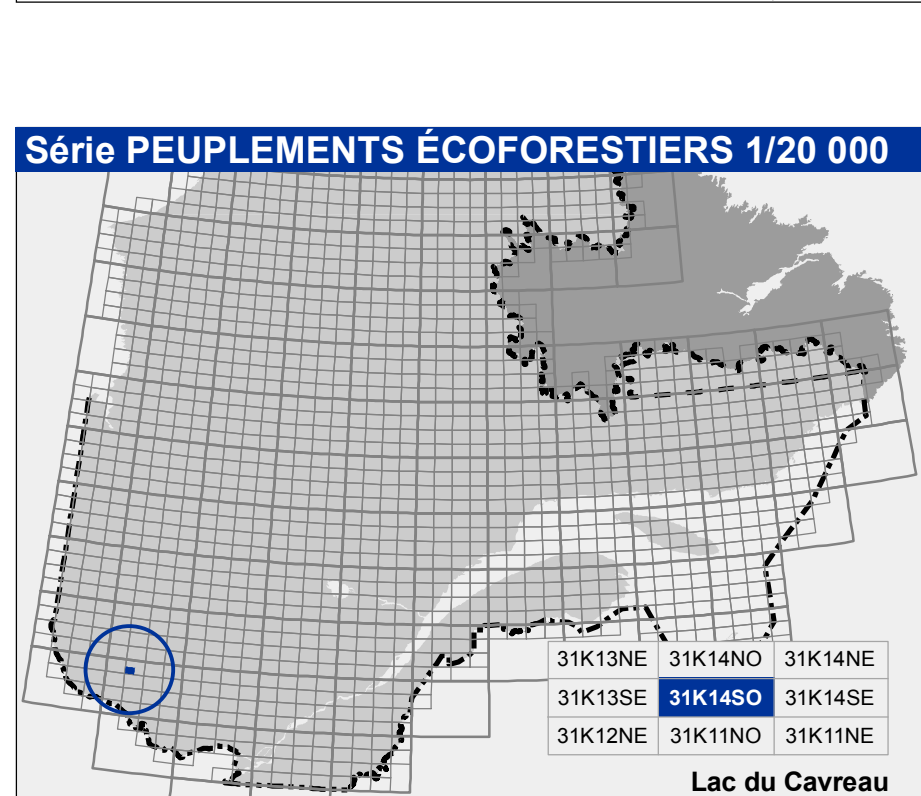 Série PEUPLEMENTS ÉCOFORESTIERS 1/20 000
31K13NE 31K14NO 31K14NE
31K13SE 31K14SO 31K14SE
31K12NE 31K11NO 31K11NE
Lac du Cavreau